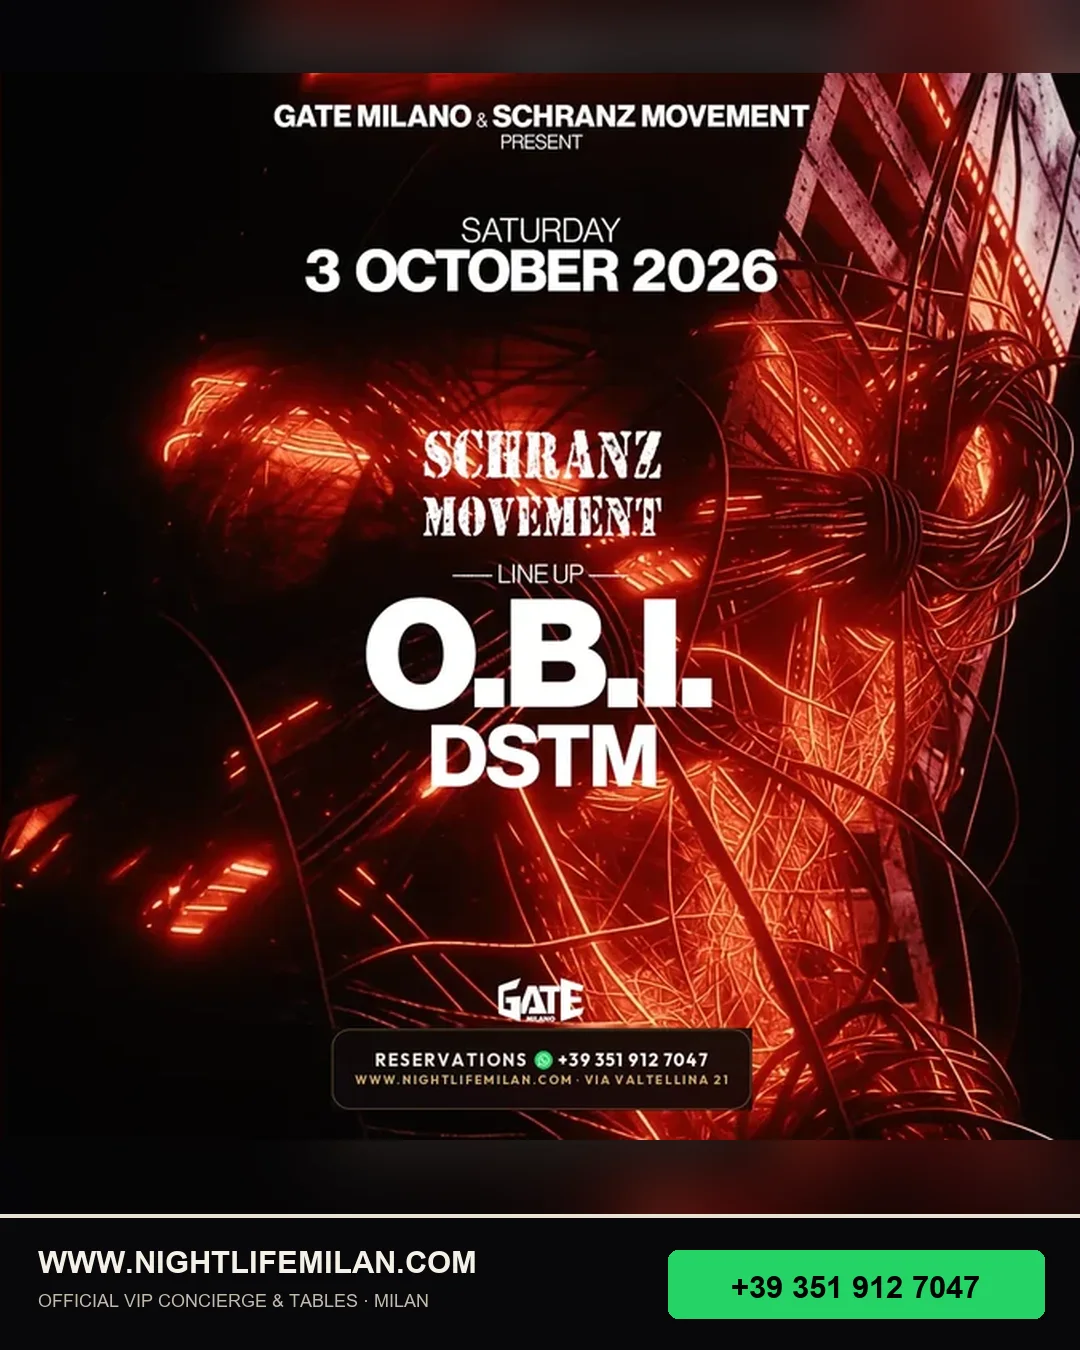 GATE MILANO & SCHRANZ MOVEMENT
PRESENT
SATURDAY
3 OCTOBER 2026
SCHRANZ
MOVEMENT
LINE UP
O.B.I.
DSTM
GATE
MILANO
RESERVATIONS +39 351 912 7047
WWW.NIGHTLIFEMILAN.COM · VIA VALTELLINA 21
WWW.NIGHTLIFEMILAN.COM
OFFICIAL VIP CONCIERGE & TABLES · MILAN
+39 351 912 7047